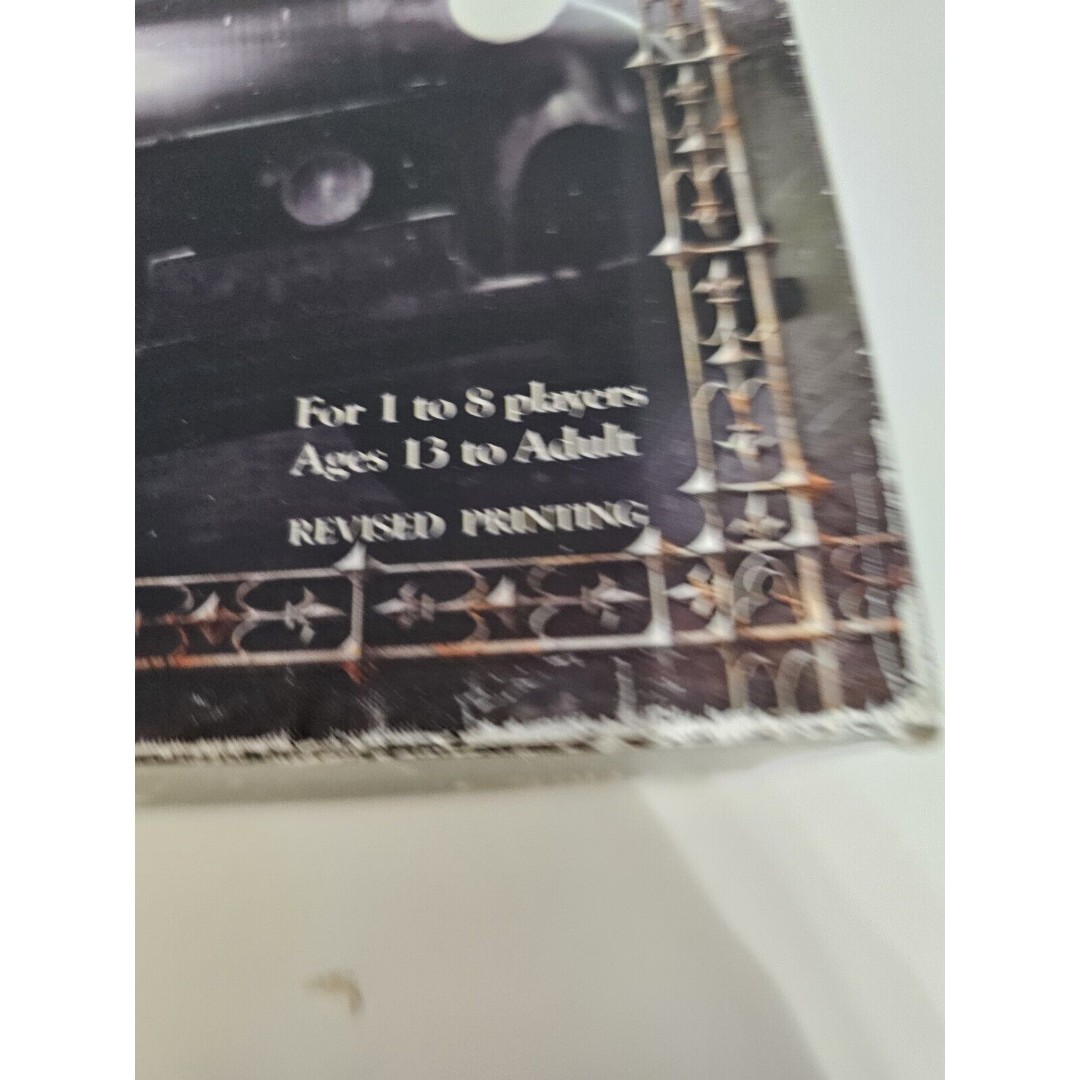 For 1 to 8 players
Ages 13 to Adult
REVISED PRINTING